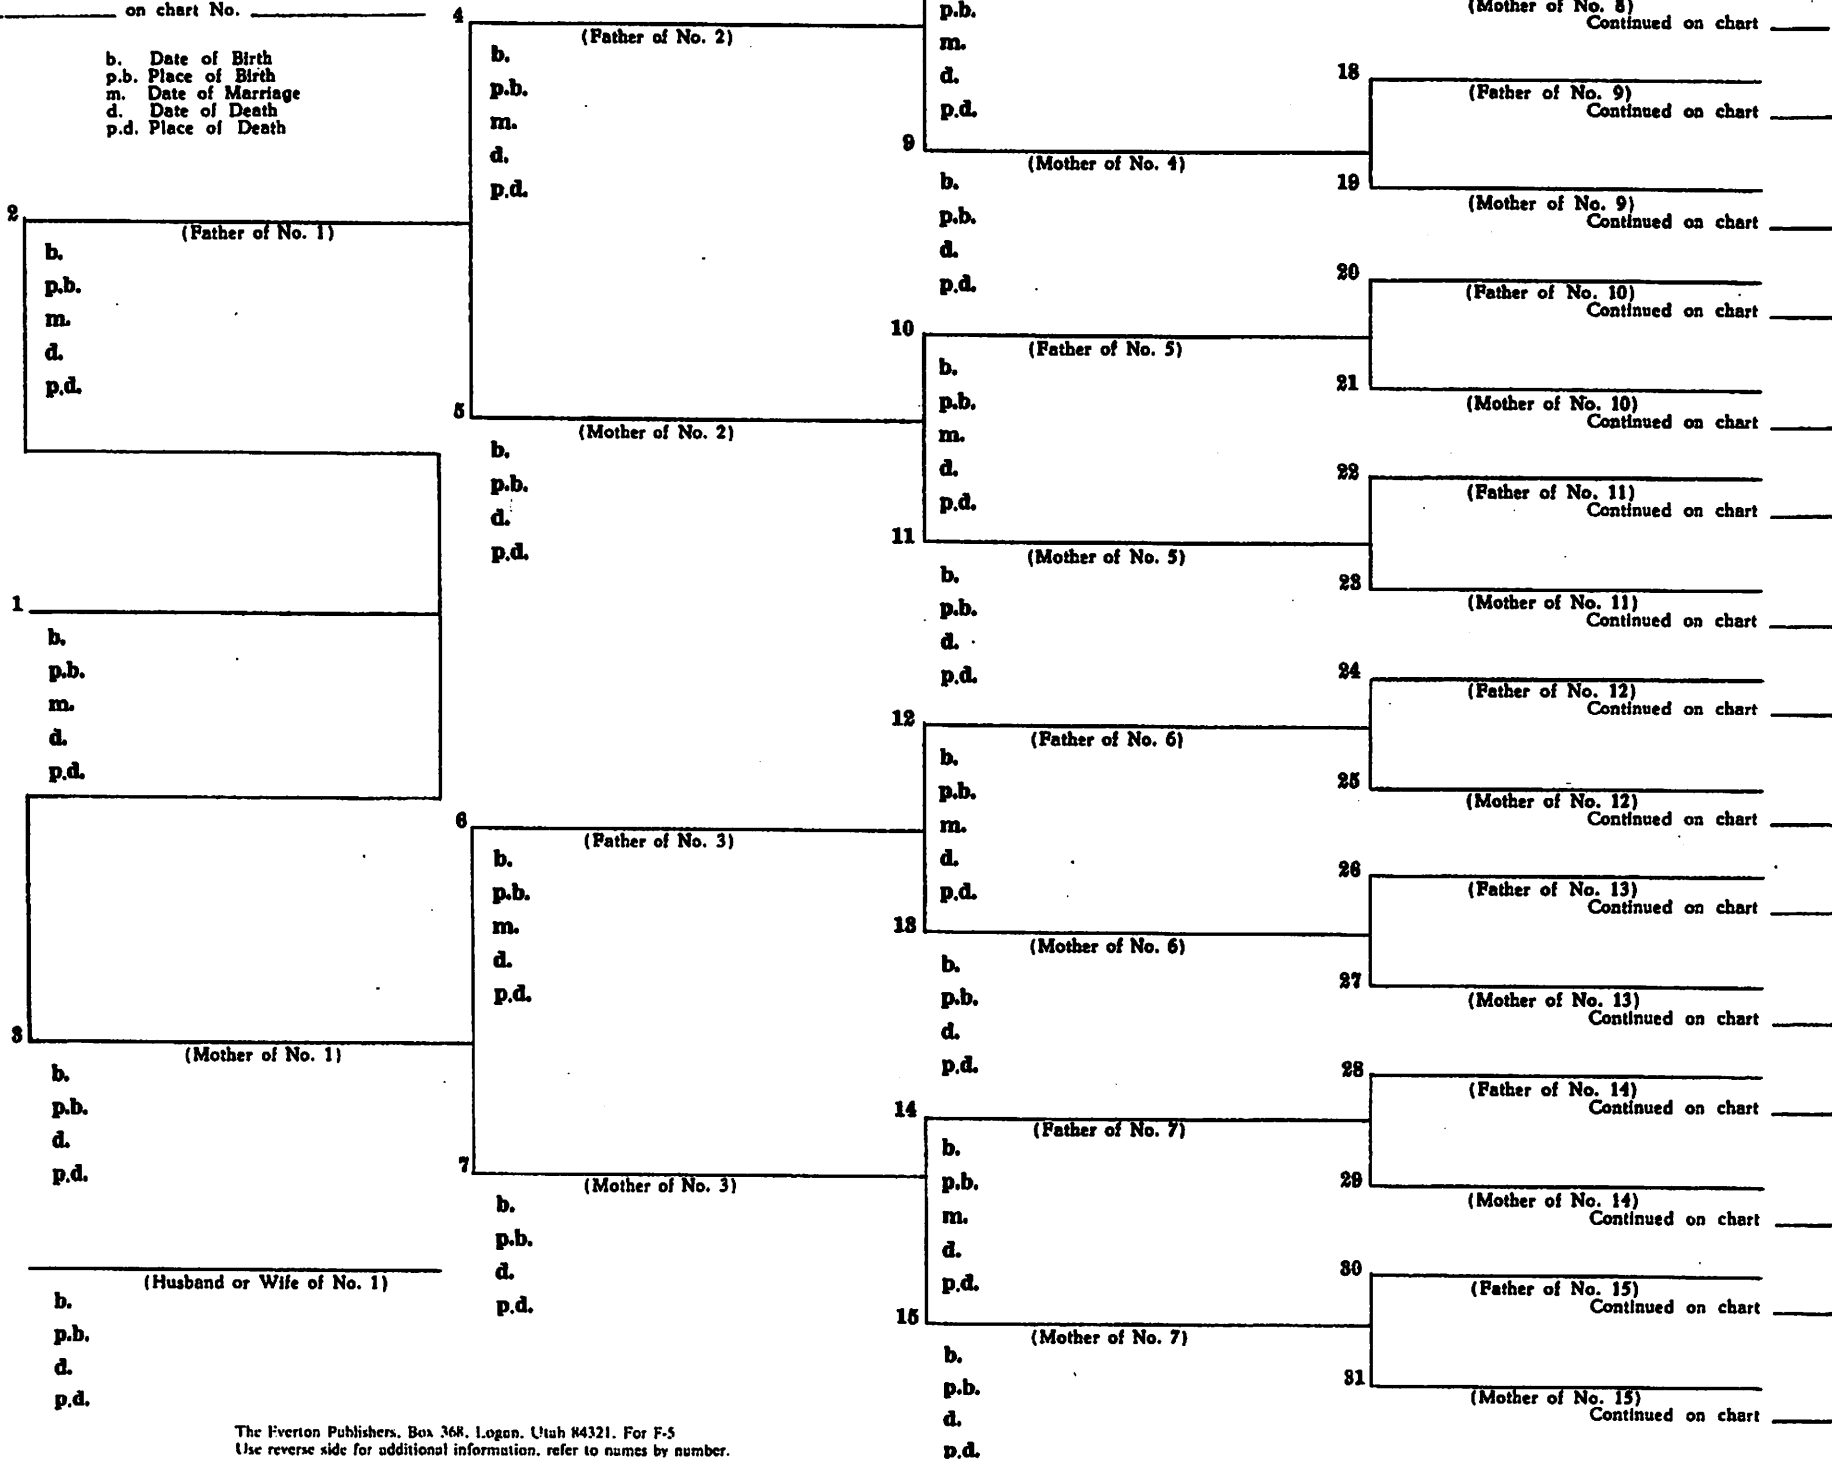 on chart No.
b. Date of Birth
p.b. Place of Birth
m. Date of Marriage
d. Date of Death
p.d. Place of Death
2
(Father of No. 1)
b.
p.b.
m.
d.
p.d.
1
b.
p.b.
m.
d.
p.d.
3
(Mother of No. 1)
b.
p.b.
d.
p.d.
(Husband or Wife of No. 1)
b.
p.b.
d.
p.d.
4
(Father of No. 2)
b.
p.b.
m.
d.
p.d.
5
(Mother of No. 2)
b.
p.b.
d.
p.d.
6
(Father of No. 3)
b.
p.b.
m.
d.
p.d.
7
(Mother of No. 3)
b.
p.b.
d.
p.d.
p.b.
m.
d.
p.d.
9
(Mother of No. 4)
b.
p.b.
d.
p.d.
10
(Father of No. 5)
b.
p.b.
m.
d.
p.d.
11
(Mother of No. 5)
b.
p.b.
d.
p.d.
12
(Father of No. 6)
b.
p.b.
m.
d.
p.d.
13
(Mother of No. 6)
b.
p.b.
d.
p.d.
14
(Father of No. 7)
b.
p.b.
m.
d.
p.d.
15
(Mother of No. 7)
b.
p.b.
d.
p.d.
(Mother of No. 8)
Continued on chart
18
(Father of No. 9)
Continued on chart
19
(Mother of No. 9)
Continued on chart
20
(Father of No. 10)
Continued on chart
21
(Mother of No. 10)
Continued on chart
22
(Father of No. 11)
Continued on chart
23
(Mother of No. 11)
Continued on chart
24
(Father of No. 12)
Continued on chart
25
(Mother of No. 12)
Continued on chart
26
(Father of No. 13)
Continued on chart
27
(Mother of No. 13)
Continued on chart
28
(Father of No. 14)
Continued on chart
29
(Mother of No. 14)
Continued on chart
30
(Father of No. 15)
Continued on chart
31
(Mother of No. 15)
Continued on chart
The Everton Publishers, Box 368, Logan, Utah 84321. For F-5
Use reverse side for additional information, refer to names by number.